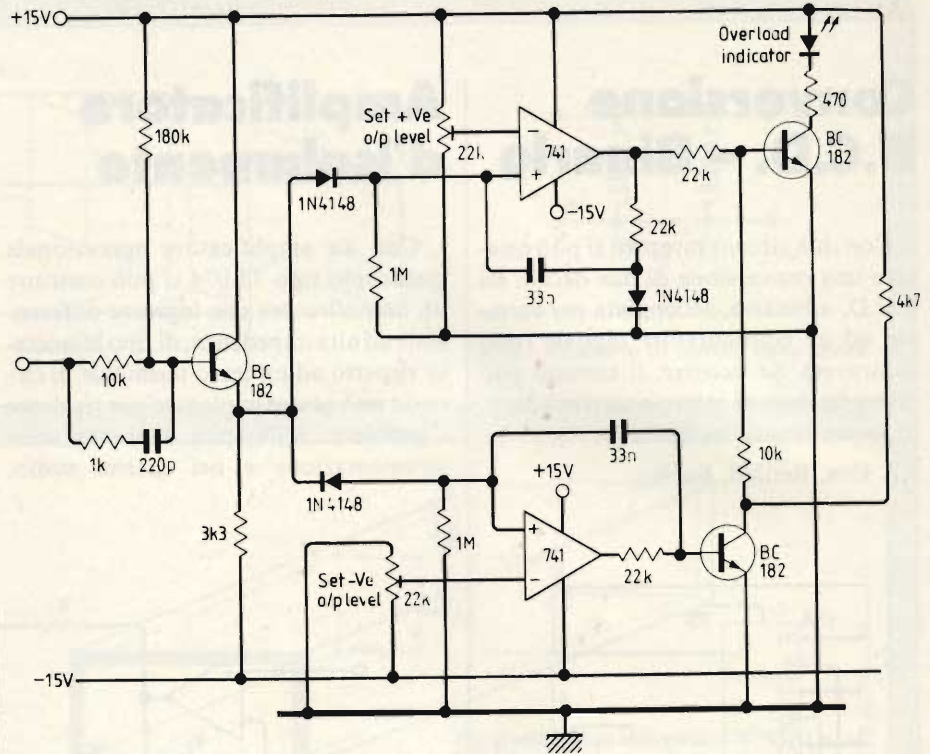 +15V
Overload
indicator
470
180k
Set + Ve
o/p level
22k
741
+
−
BC
182
22k
1N4148
−15V
22k
1M
33n
1N4148
4k7
10k
BC
182
1k
220p
33n
+15V
10k
1N4148
3k3
1M
+
741
−
22k
BC
182
Set −Ve
o/p level
22k
−15V